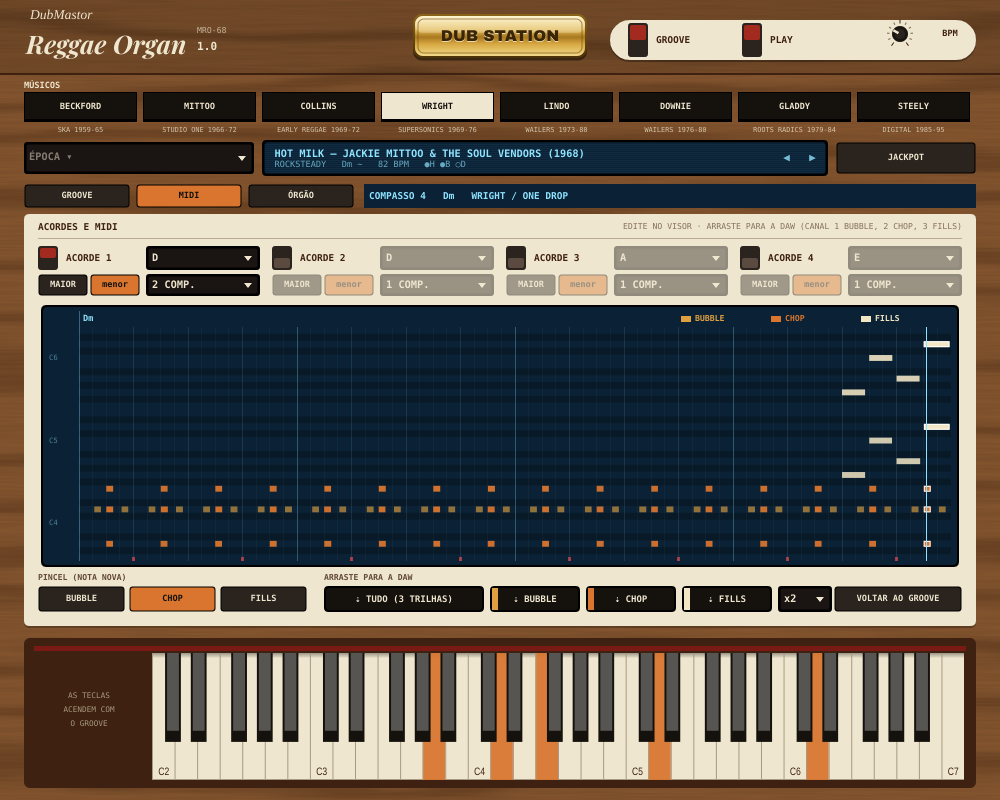 DubMastor
Reggae Organ
MRO-68
1.0
DUB STATION
GROOVE
PLAY
BPM
MÚSICOS
BECKFORD
MITTOO
COLLINS
WRIGHT
LINDO
DOWNIE
GLADDY
STEELY
SKA 1959-65
STUDIO ONE 1966-72
EARLY REGGAE 1969-72
SUPERSONICS 1969-76
WAILERS 1973-80
WAILERS 1976-80
ROOTS RADICS 1979-84
DIGITAL 1985-95
ÉPOCA ▾
HOT MILK — JACKIE MITTOO & THE SOUL VENDORS (1968)
ROCKSTEADY Dm ~ 82 BPM ●H ●B ○D
◀ ▶
JACKPOT
GROOVE
MIDI
ÓRGÃO
COMPASSO 4 Dm WRIGHT / ONE DROP
ACORDES E MIDI
EDITE NO VISOR · ARRASTE PARA A DAW (CANAL 1 BUBBLE, 2 CHOP, 3 FILLS)
ACORDE 1
D
ACORDE 2
D
ACORDE 3
A
ACORDE 4
E
MAIOR
menor
2 COMP.
MAIOR
menor
1 COMP.
MAIOR
menor
1 COMP.
MAIOR
menor
1 COMP.
Dm
BUBBLE
CHOP
FILLS
C6
C5
C4
PINCEL (NOTA NOVA)
ARRASTE PARA A DAW
BUBBLE
CHOP
FILLS
⇣ TUDO (3 TRILHAS)
⇣ BUBBLE
⇣ CHOP
⇣ FILLS
x2
VOLTAR AO GROOVE
AS TECLAS
ACENDEM COM
O GROOVE
C2
C3
C4
C5
C6
C7